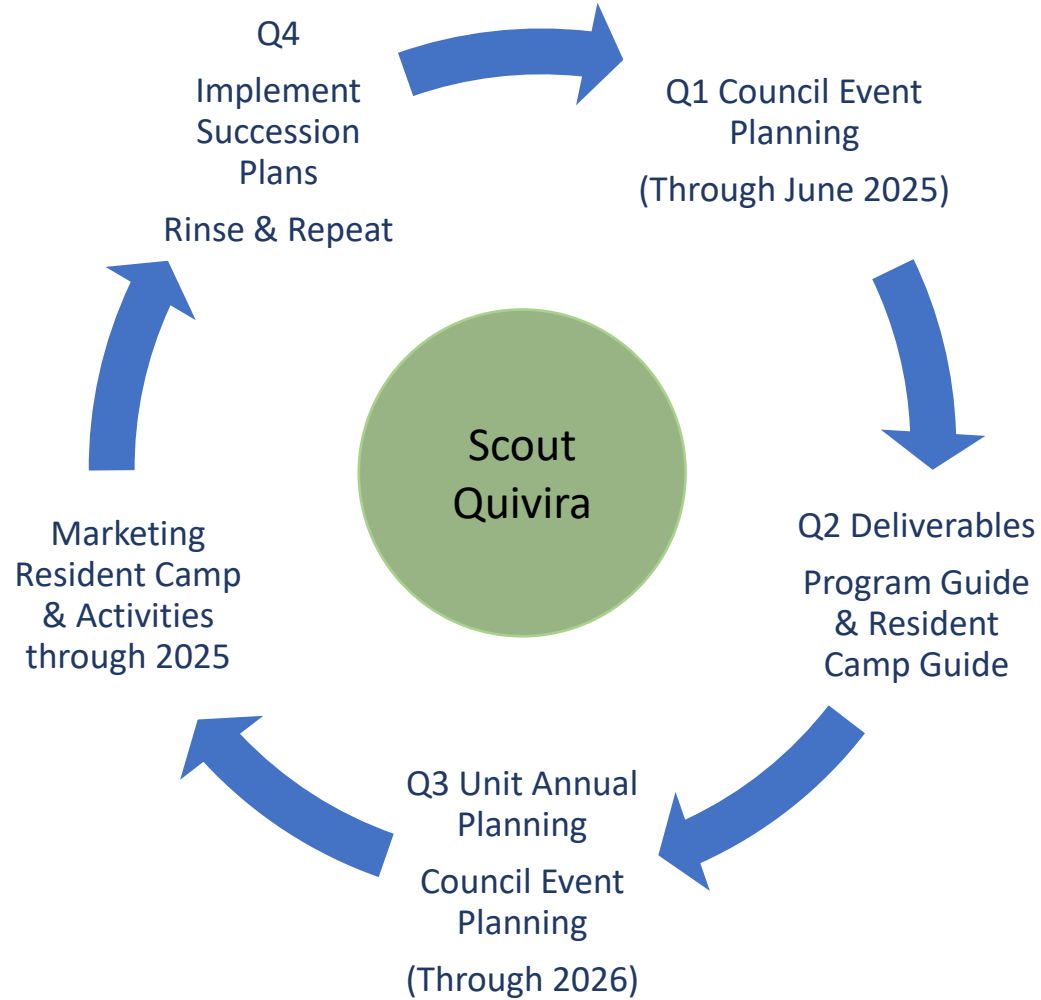 Q4
Implement
Succession
Plans
Rinse & Repeat
Q1 Council Event
Planning
(Through June 2025)
Scout
Quivira
Q2 Deliverables
Program Guide
& Resident
Camp Guide
Q3 Unit Annual
Planning
Council Event
Planning
(Through 2026)
Marketing
Resident Camp
& Activities
through 2025